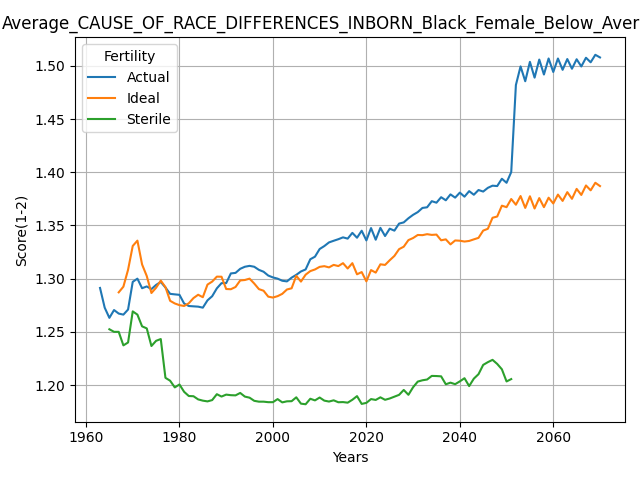 Average_CAUSE_OF_RACE_DIFFERENCES_INBORN_Black_Female_Below_Aver
Fertility
Actual
Ideal
Sterile
1.50
1.45
1.40
1.35
1.30
1.25
1.20
Score(1-2)
1960
1980
2000
2020
2040
2060
Years